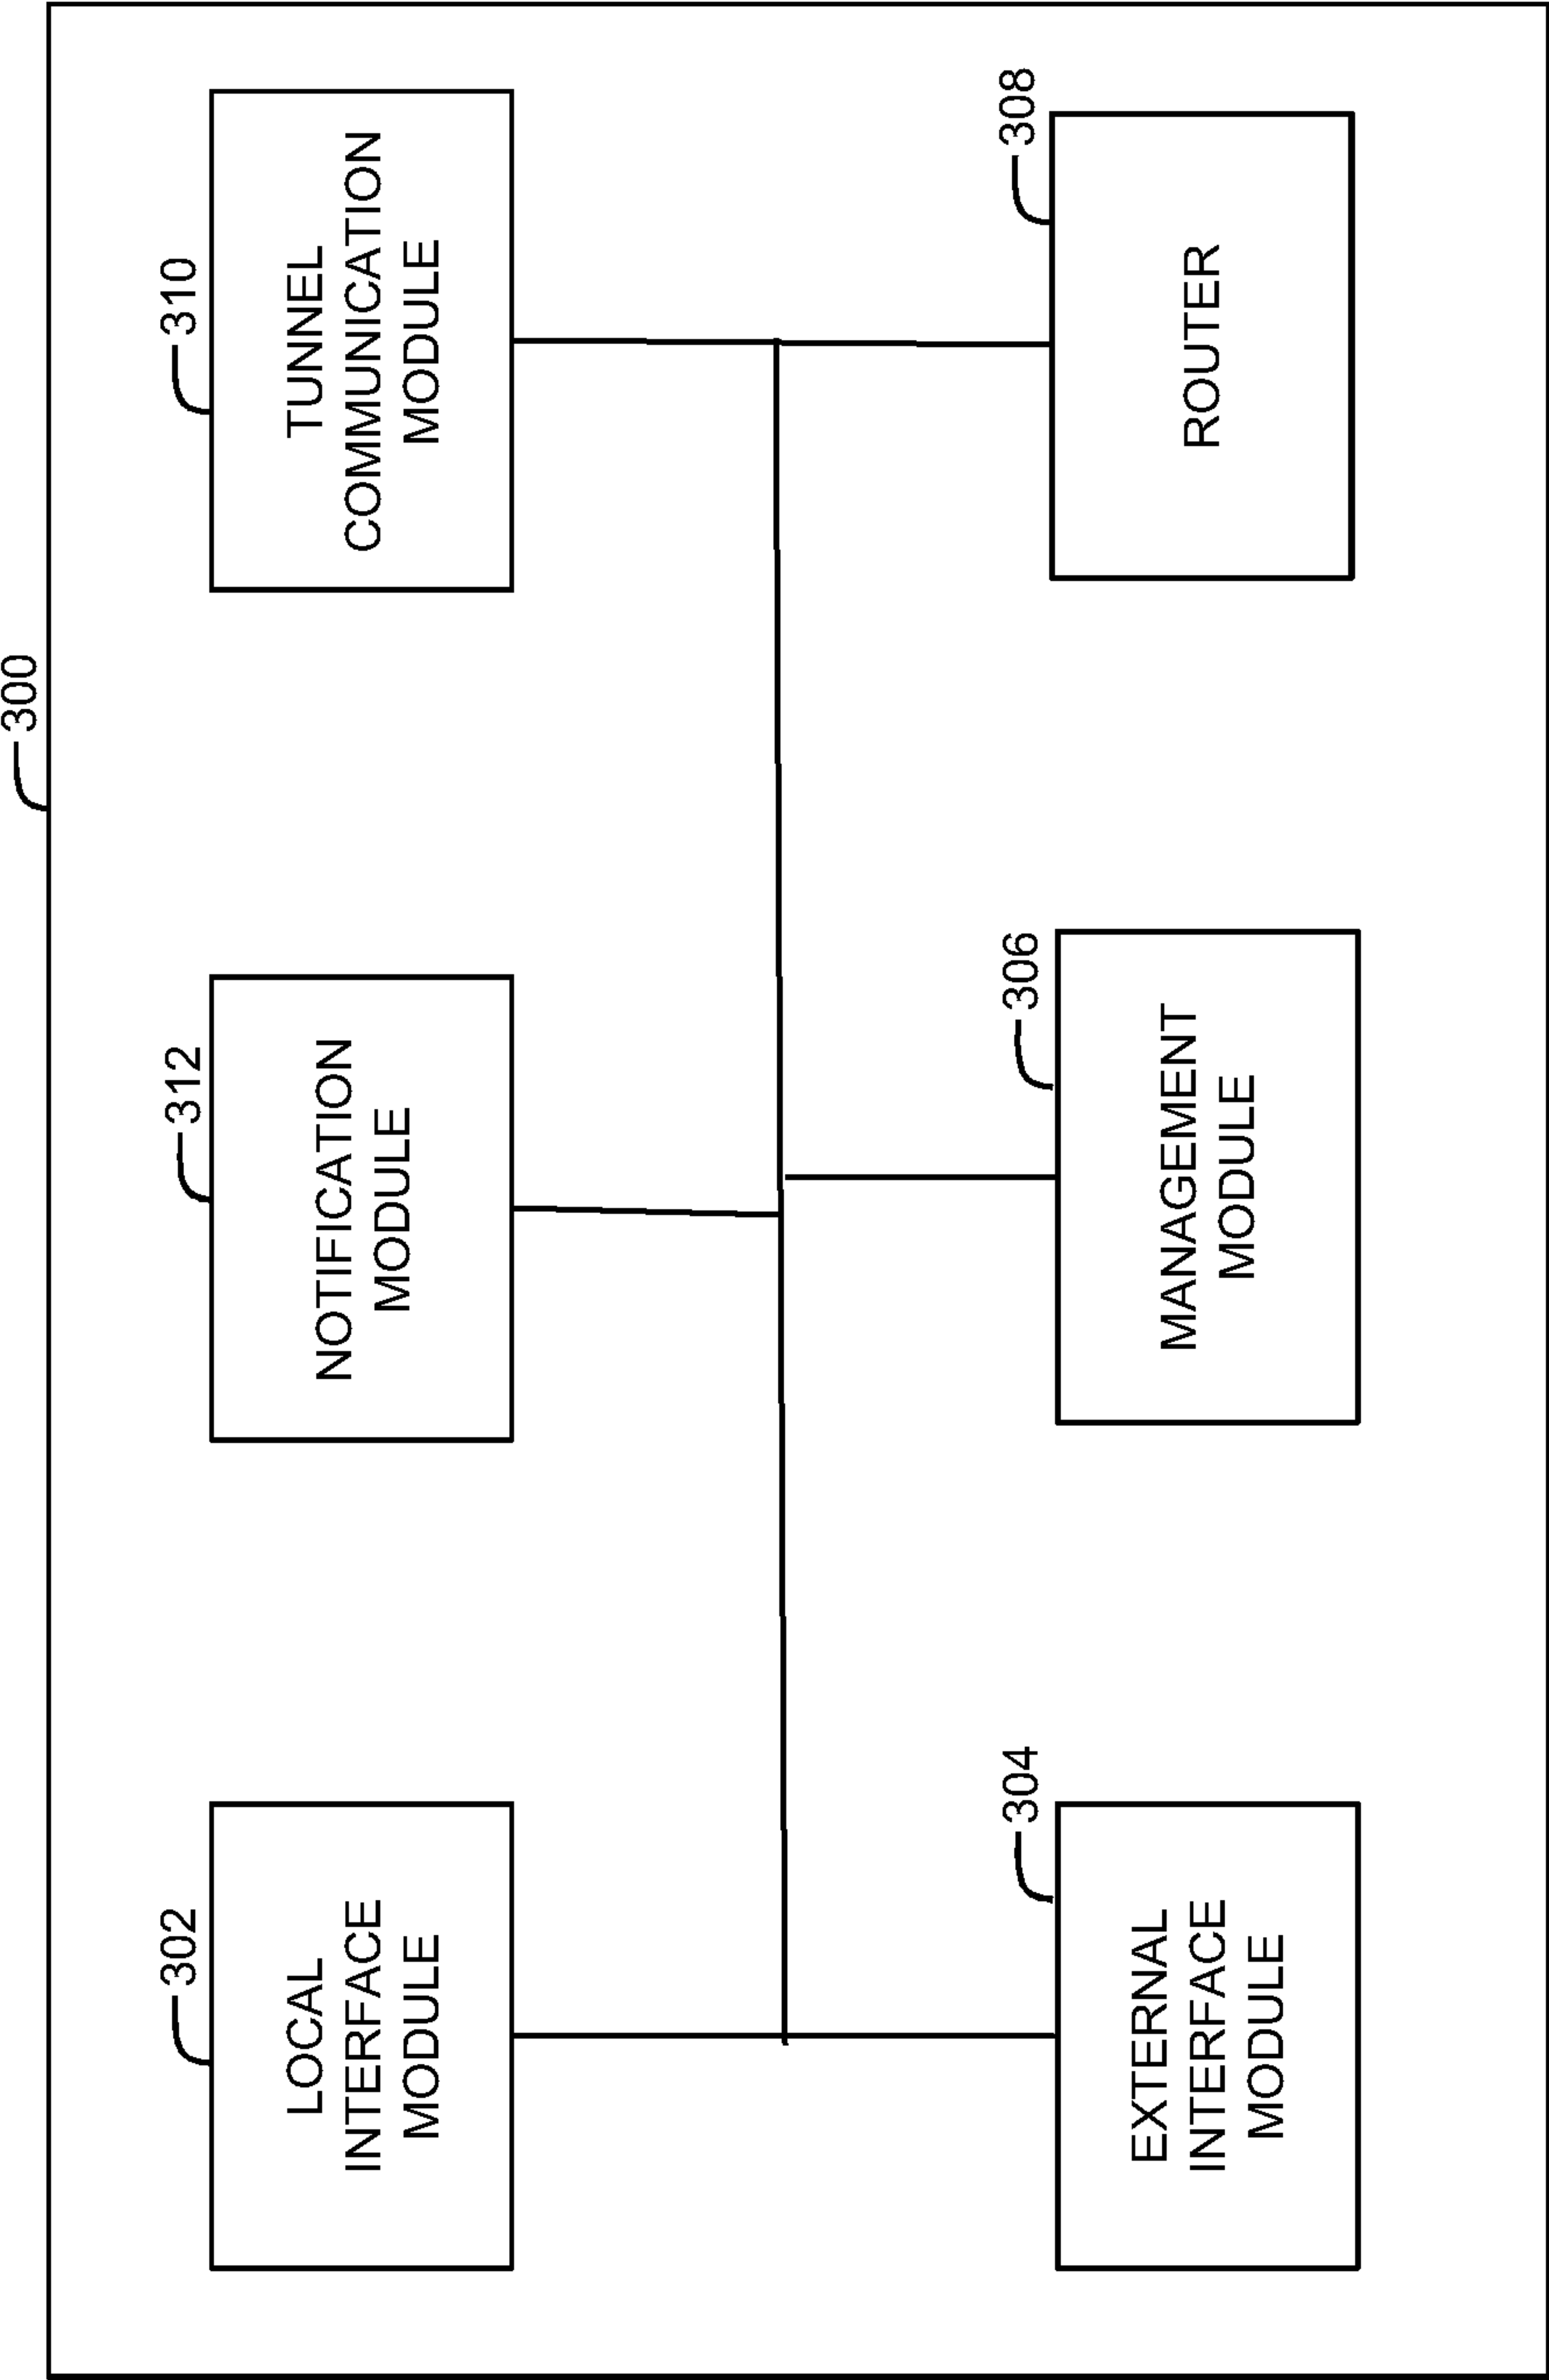 300
302
LOCAL
INTERFACE
MODULE
312
NOTIFICATION
MODULE
310
TUNNEL
COMMUNICATION
MODULE
304
EXTERNAL
INTERFACE
MODULE
306
MANAGEMENT
MODULE
308
ROUTER